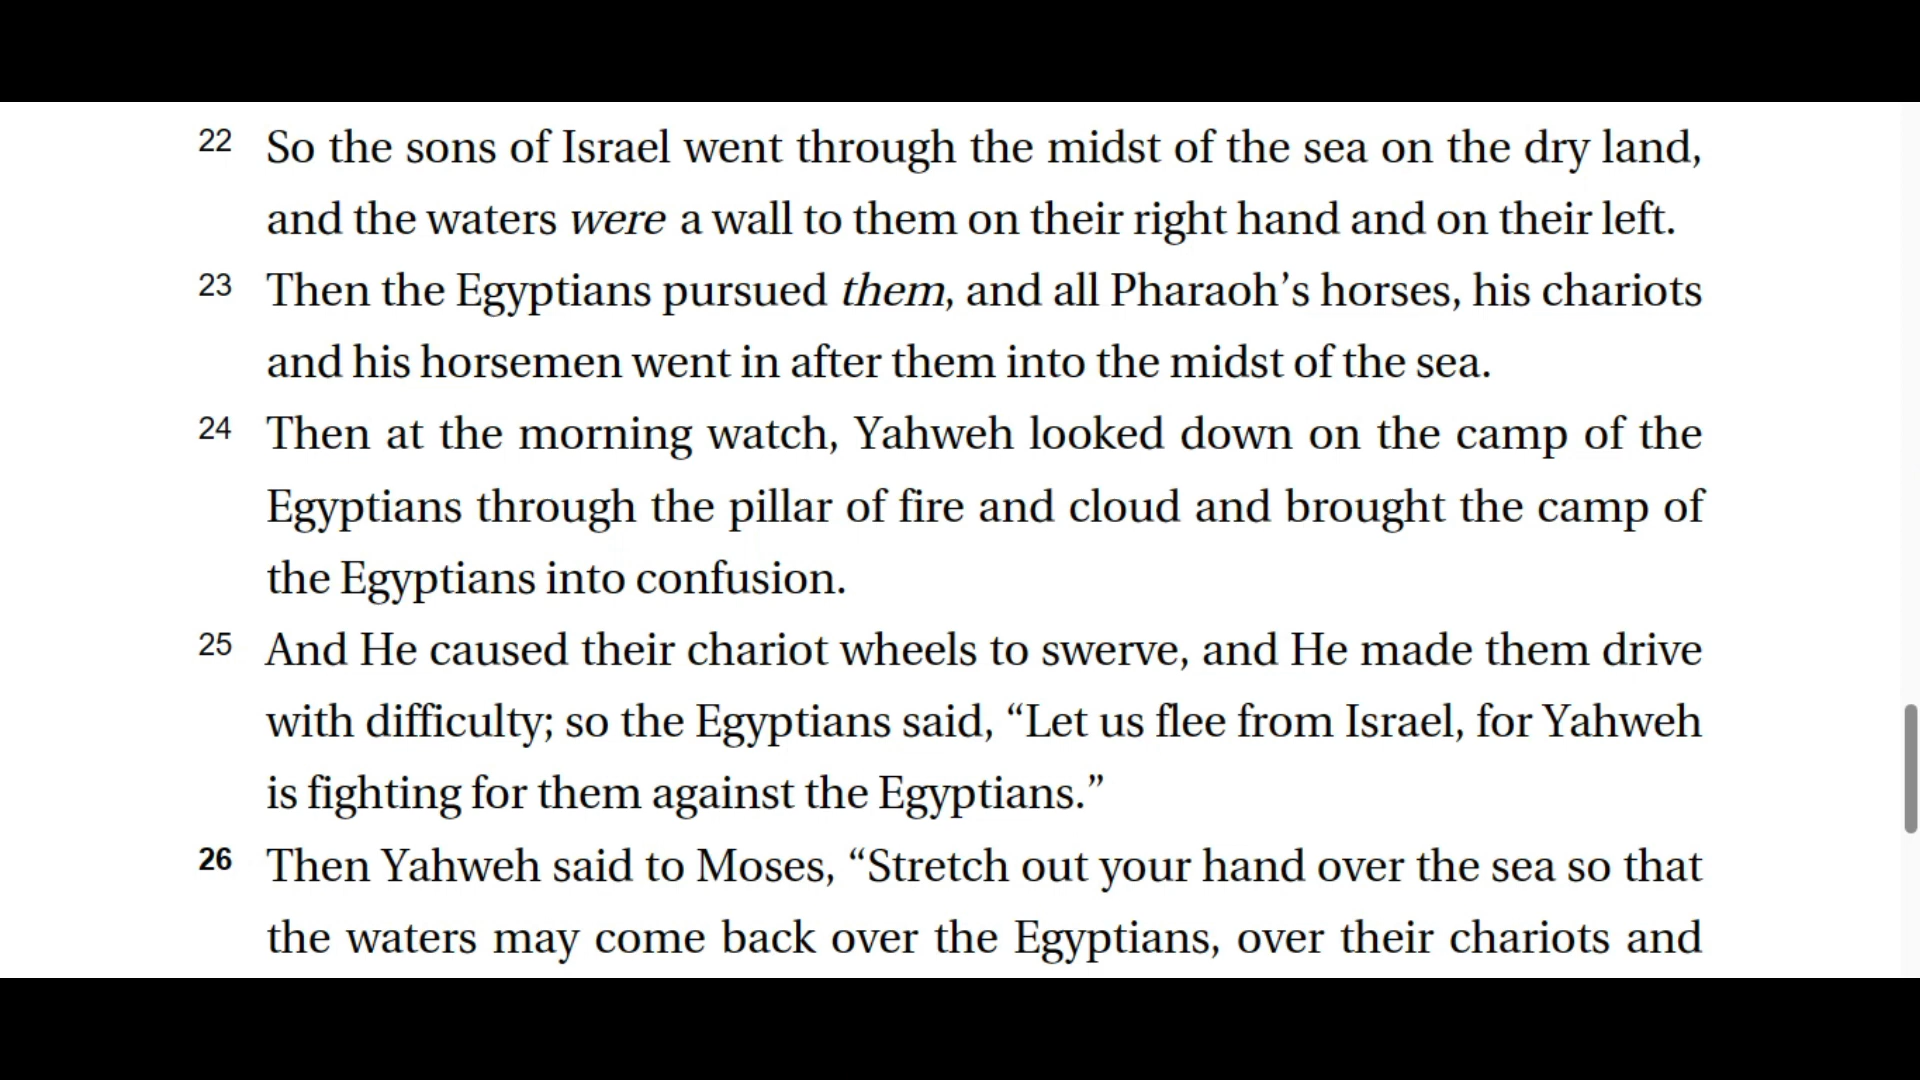 22 So the sons of Israel went through the midst of the sea on the dry land,
and the waters were a wall to them on their right hand and on their left.
23 Then the Egyptians pursued them, and all Pharaoh’s horses, his chariots
and his horsemen went in after them into the midst of the sea.
24 Then at the morning watch, Yahweh looked down on the camp of the
Egyptians through the pillar of fire and cloud and brought the camp of
the Egyptians into confusion.
25 And He caused their chariot wheels to swerve, and He made them drive
with difficulty; so the Egyptians said, “Let us flee from Israel, for Yahweh
is fighting for them against the Egyptians.”
26 Then Yahweh said to Moses, “Stretch out your hand over the sea so that
the waters may come back over the Egyptians, over their chariots and